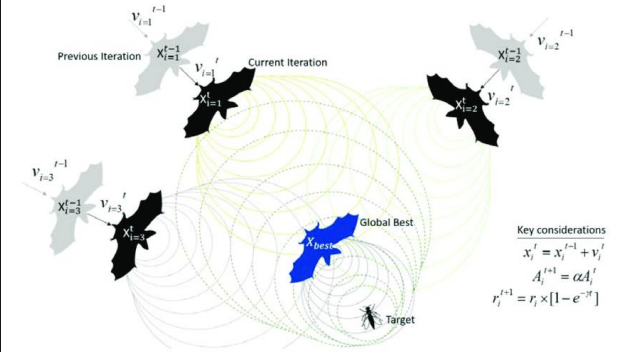 v_{i=1}^{t-1}
v_{i=2}^{t-1}
Previous Iteration
X_{i=1}^{t-1}
v_{i=1}^{t}
Current Iteration
X_{i=2}^{t-1}
X_{i=1}^{t}
X_{i=2}^{t}
v_{i=2}^{t}
v_{i=3}^{t-1}
X_{i=3}^{t-1}
v_{i=3}^{t}
X_{i=3}^{t}
Global Best
X_{best}
Key considerations
x_i^t = x_i^{t-1} + v_i^t
A_i^{t+1} = αA_i^t
r_i^{t+1} = r_i × [1 − e^{-γt}]
Target